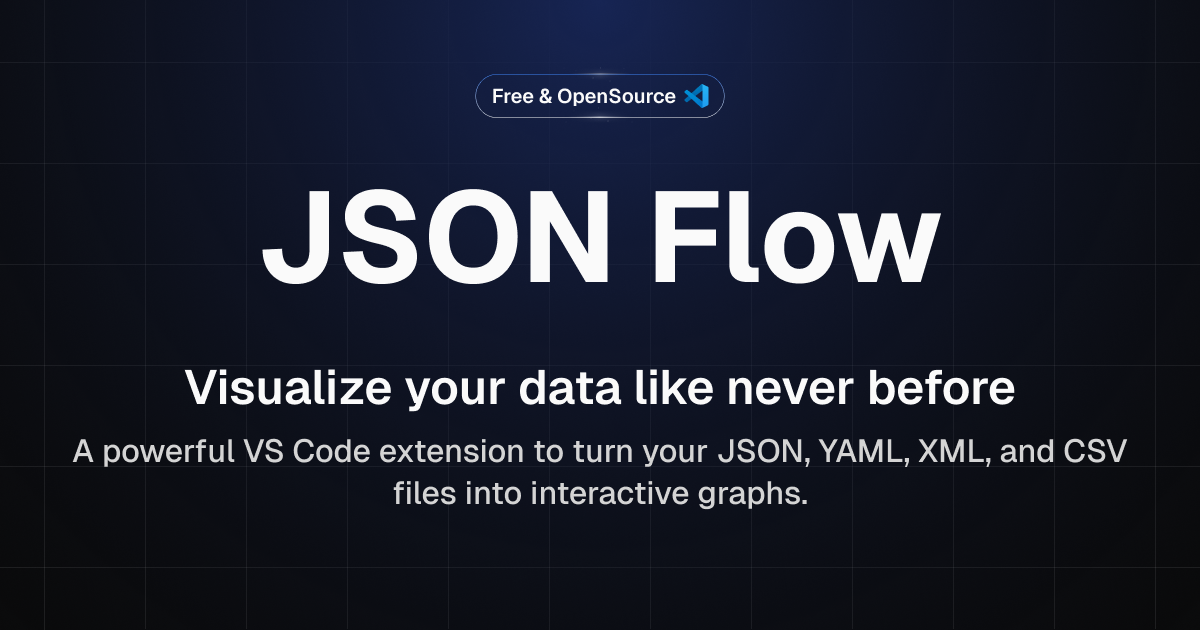 Free & OpenSource
JSON Flow
Visualize your data like never before
A powerful VS Code extension to turn your JSON, YAML, XML, and CSV
files into interactive graphs.